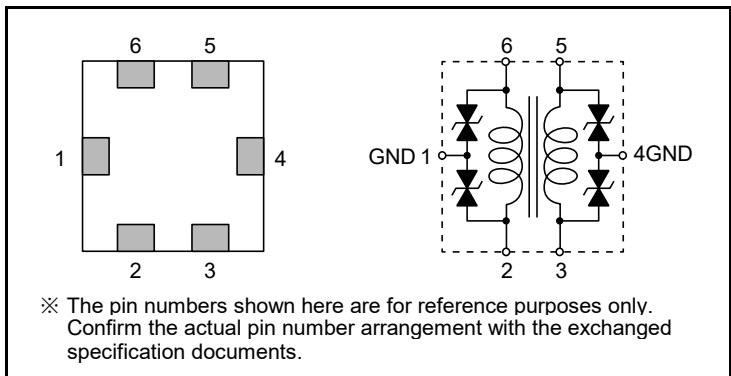 6 5
1 4
2 3
6 5
GND 1 4GND
2 3
※ The pin numbers shown here are for reference purposes only.
Confirm the actual pin number arrangement with the exchanged
specification documents.